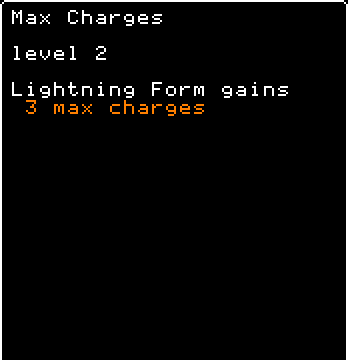 Max Charges
level 2
Lightning Form gains
3 max charges